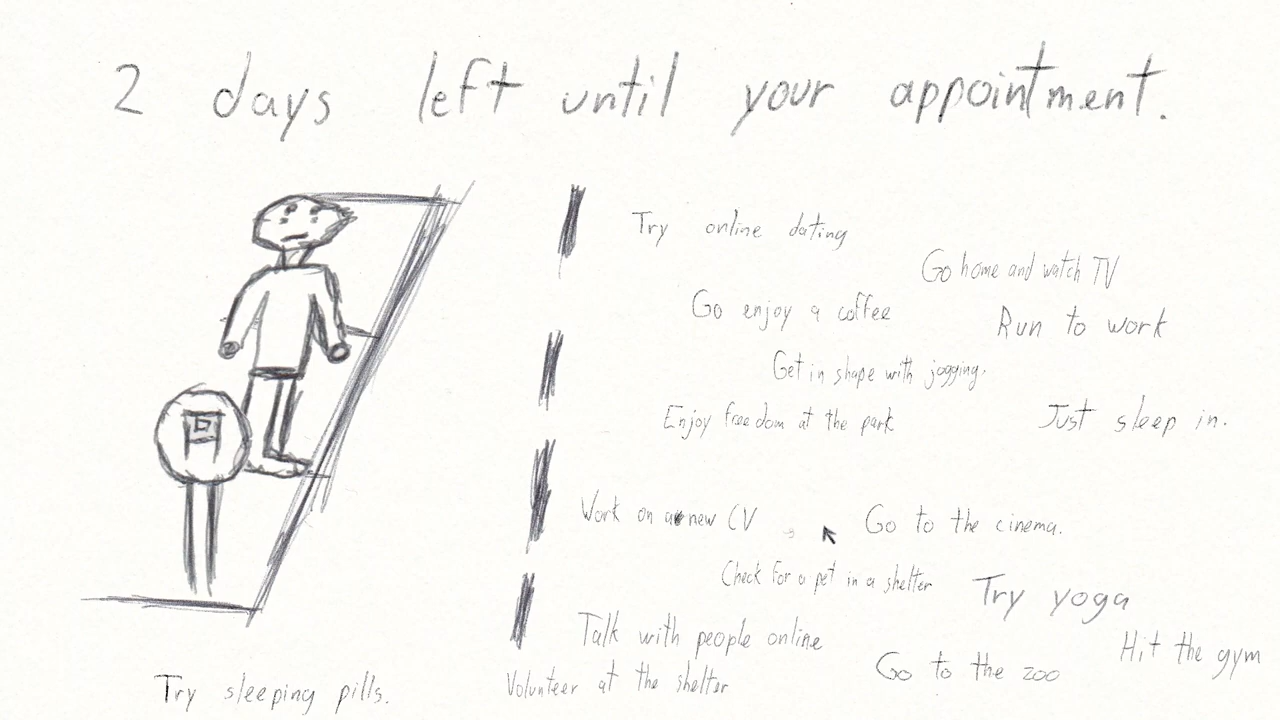 2 days left until your appointment.
Try online dating
Go home and watch TV
Go enjoy a coffee
Run to work
Get in shape with jogging.
Enjoy freedom at the park
Just sleep in.
Work on a new CV
Go to the cinema.
Check for a pet in a shelter
Try yoga
Talk with people online
Hit the gym
Go to the zoo
Volunteer at the shelter
Try sleeping pills.